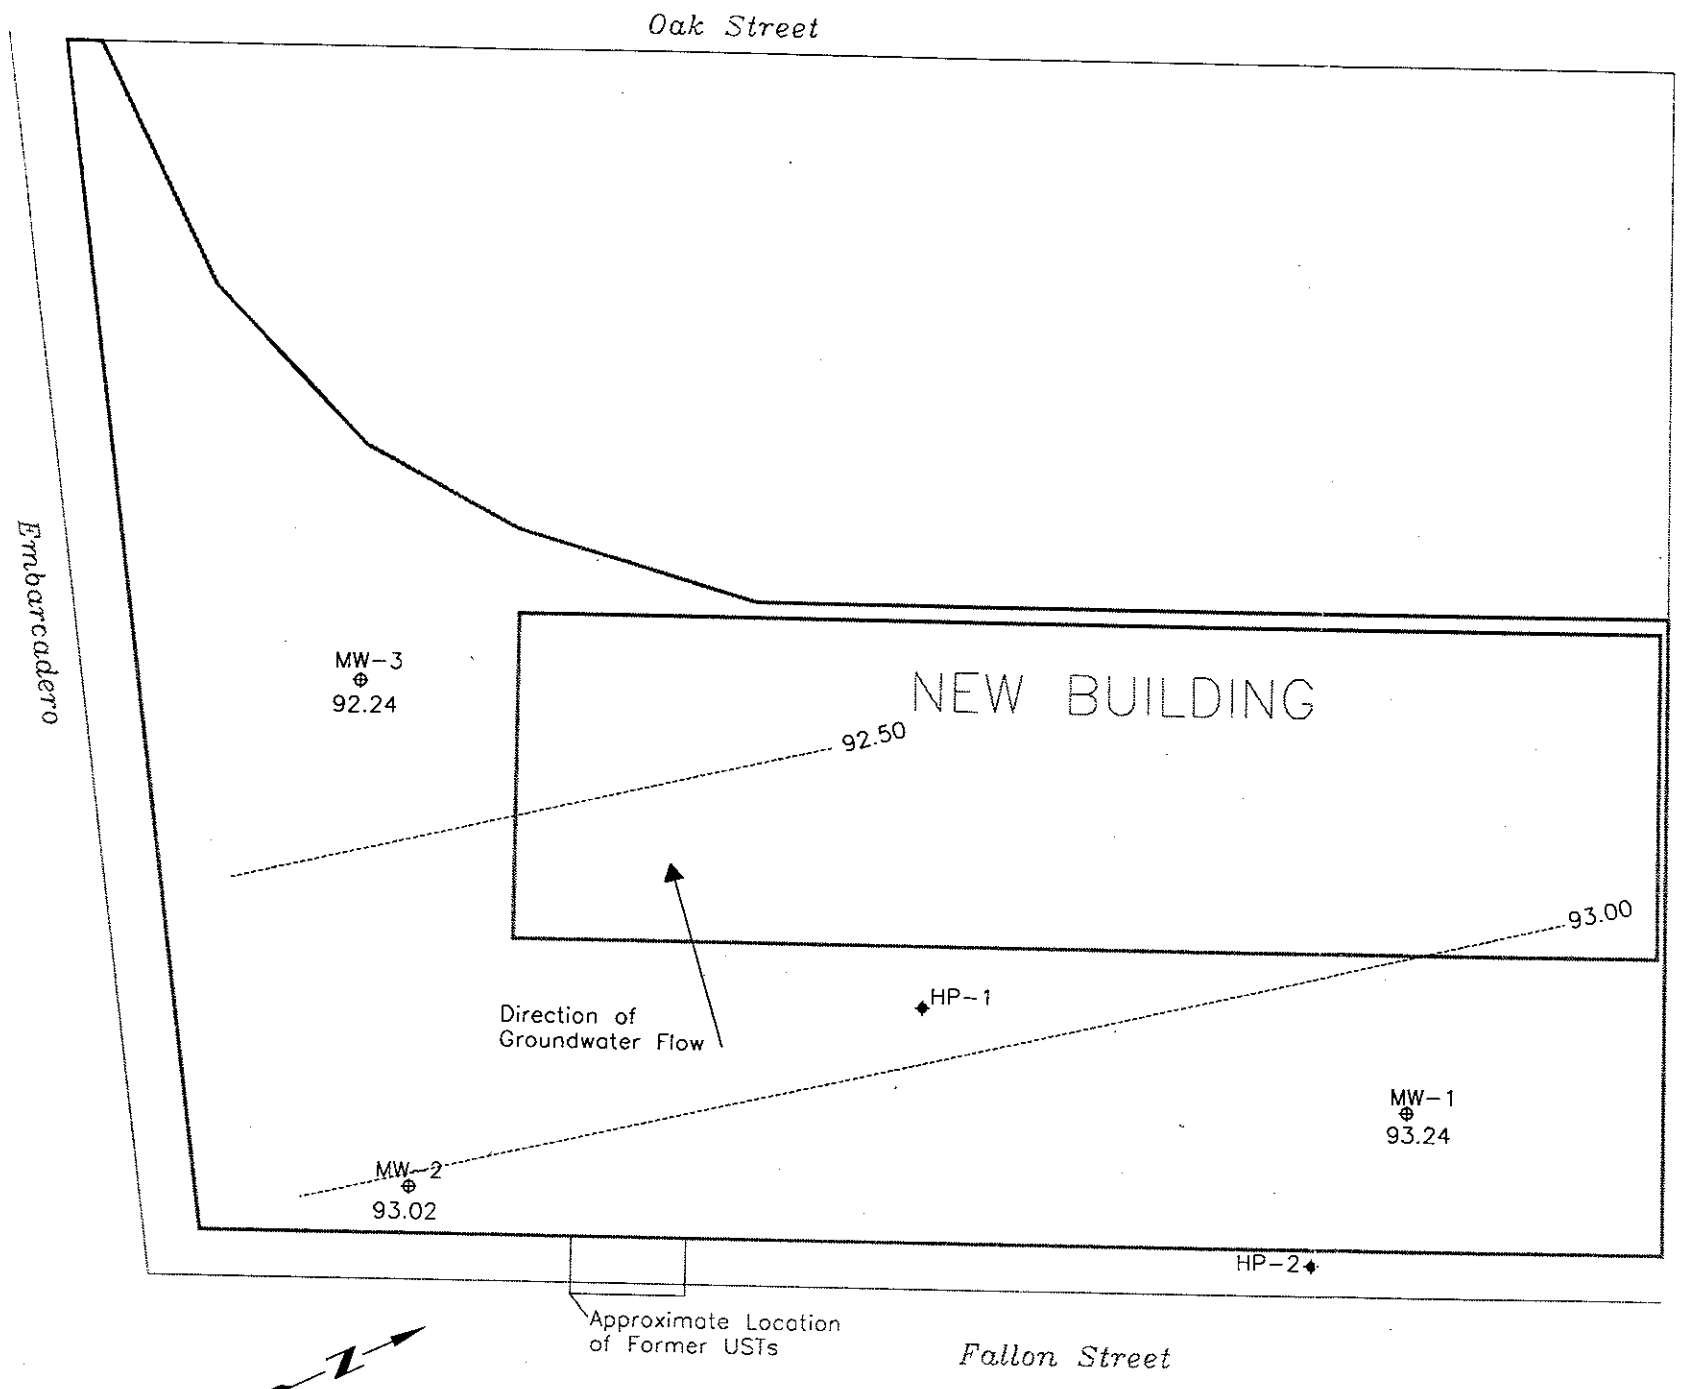 Oak Street
Embarcadero
MW-3
92.24
NEW BUILDING
92.50
93.00
Direction of
Groundwater Flow
HP-1
MW-1
93.24
MW-2
93.02
HP-2
Approximate Location
of Former USTs
Fallon Street
N